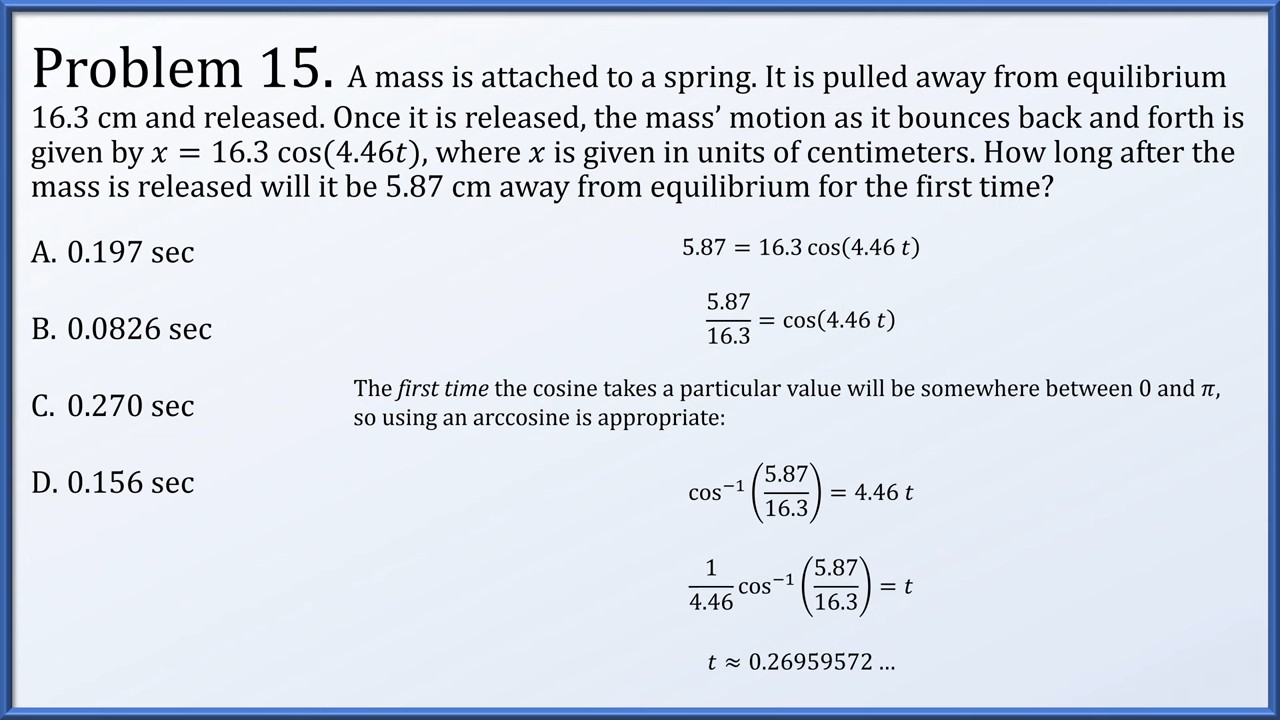 Problem 15. A mass is attached to a spring. It is pulled away from equilibrium
16.3 cm and released. Once it is released, the mass’ motion as it bounces back and forth is
given by x = 16.3 cos(4.46t), where x is given in units of centimeters. How long after the
mass is released will it be 5.87 cm away from equilibrium for the first time?
A. 0.197 sec
B. 0.0826 sec
C. 0.270 sec
D. 0.156 sec
5.87 = 16.3 cos(4.46 t)
5.87/16.3 = cos(4.46 t)
The first time the cosine takes a particular value will be somewhere between 0 and π,
so using an arccosine is appropriate:
cos⁻¹(5.87/16.3) = 4.46 t
1/4.46 cos⁻¹(5.87/16.3) = t
t ≈ 0.26959572 ...